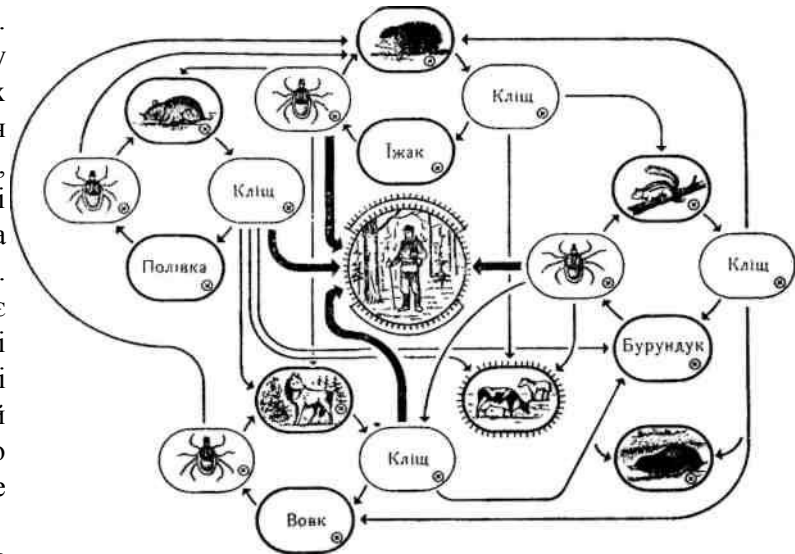 .
у
к
я
,
і
а
.
є
і
і
й
о
е
Кліщ
Їжак
Кліщ
Кліщ
Полівка
Бурундук
Кліщ
Вовк